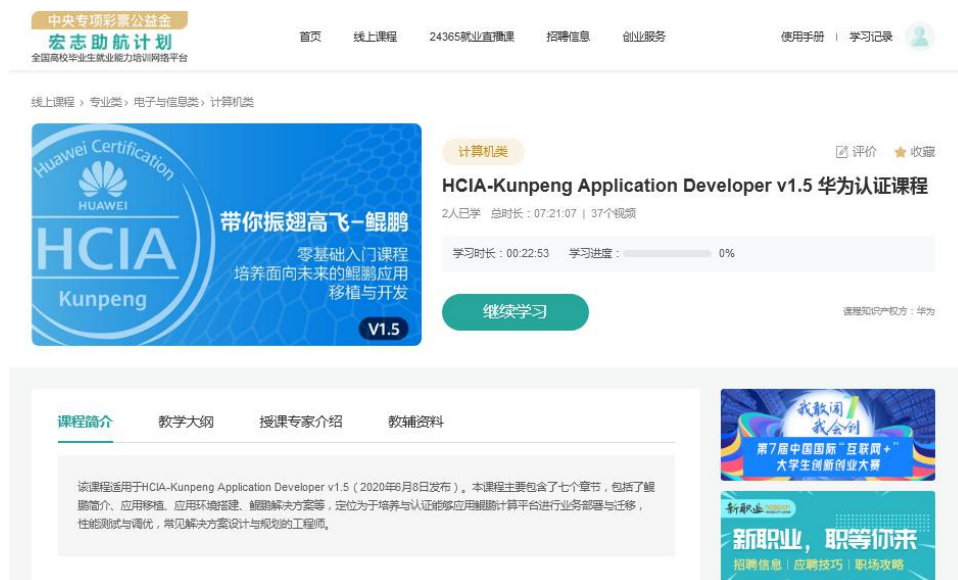 中央专项彩票公益金
宏志助航计划
全国高校毕业生就业能力培训网络平台
首页 线上课程 24365就业直播课 招聘信息 创业服务 使用手册 学习记录
线上课程 > 专业类 > 电子与信息类 > 计算机类
Huawei Certification
HUAWEI
HCIA
Kunpeng
带你振翅高飞-鲲鹏
零基础入门课程
培养面向未来的鲲鹏应用
移植与开发
V1.5
计算机类
评价 收藏
HCIA-Kunpeng Application Developer v1.5 华为认证课程
2人已学 总时长：07:21:07 | 37个视频
学习时长：00:22:53 学习进度： 0%
继续学习
课程知识产权方：华为
课程简介 教学大纲 授课专家介绍 教辅资料
该课程适用于HCIA-Kunpeng Application Developer v1.5（2020年6月8日发布）。本课程主要包含了七个章节，包括了鲲
鹏简介、应用移植、应用环境搭建、鲲鹏解决方案等，定位于培养与认证能够应用鲲鹏计算平台进行业务部署与迁移，
性能测试与调优，常见解决方案设计与规划的工程师。
我敢闯
我会创
第7届中国国际“互联网+”
大学生创新创业大赛
新职业
新职业，职等你来
招聘信息 | 应聘技巧 | 职场攻略